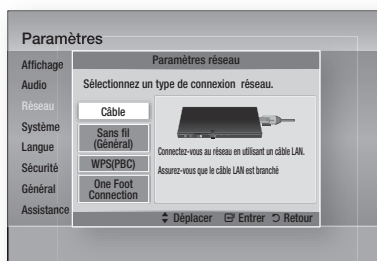 Paramètres
Affichage
Audio
Réseau
Système
Langue
Sécurité
Général
Assistance
Paramètres réseau
Sélectionnez un type de connexion réseau.
Câble
Sans fil
(Général)
WPS(PBC)
One Foot
Connection
Connectez-vous au réseau en utilisant un câble LAN.
Assurez-vous que le câble LAN est branché
Déplacer Entrer Retour